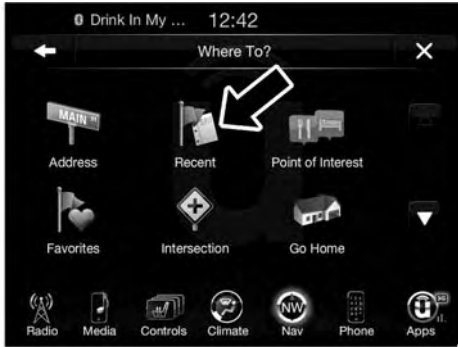 Drink In My ... 12:42
Where To?
MAIN ST
Address Recent Point of Interest
Favorites Intersection Go Home
NW
Radio Media Controls Climate Nav Phone Apps